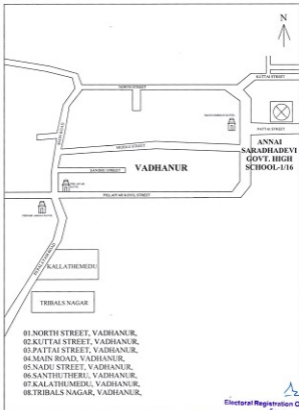 N
KUTTAI STREET
NORTH STREET
PATTAI STREET
ANNAI
SARADHADEVI
GOVT. HIGH
SCHOOL-1/16
MIDDLE STREET
VADHANUR
KALLATHEMEDU
TRIBALS NAGAR
01.NORTH STREET, VADHANUR,
02.KUTTAI STREET, VADHANUR,
03.PATTAI STREET, VADHANUR,
04.MAIN ROAD, VADHANUR,
05.NADU STREET, VADHANUR,
06.SANTHUTHERU, VADHANUR,
07.KALATHUMEDU, VADHANUR,
08.TRIBALS NAGAR, VADHANUR,
Electoral Registration O